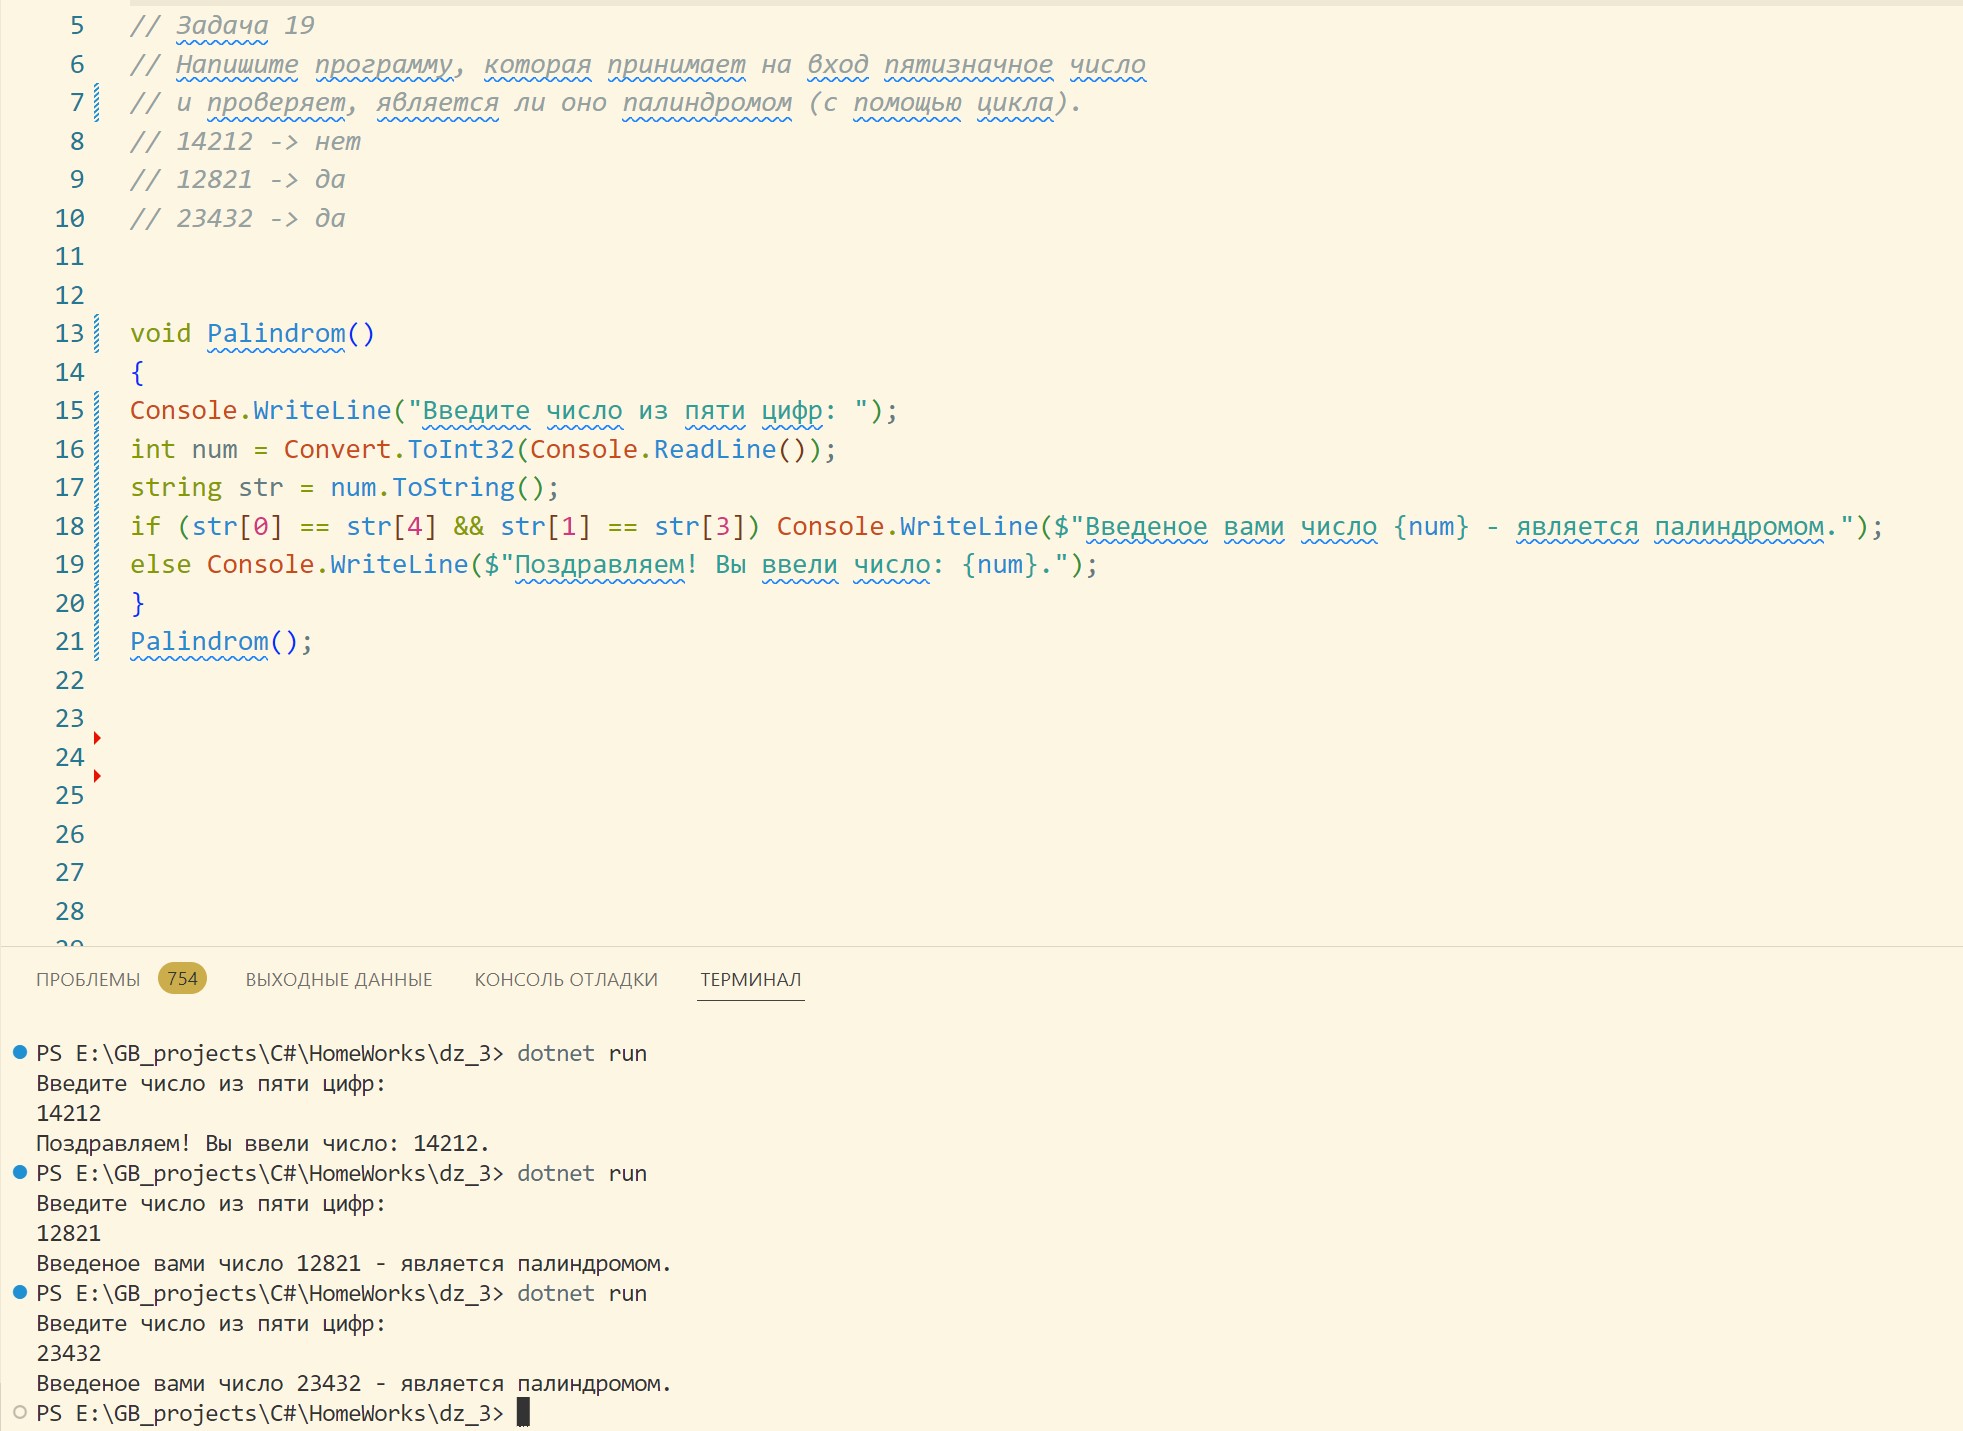 5 // Задача 19
6 // Напишите программу, которая принимает на вход пятизначное число
7 // и проверяет, является ли оно палиндромом (с помощью цикла).
8 // 14212 -> нет
9 // 12821 -> да
10 // 23432 -> да
11
12
13 void Palindrom()
14 {
15 Console.WriteLine("Введите число из пяти цифр: ");
16 int num = Convert.ToInt32(Console.ReadLine());
17 string str = num.ToString();
18 if (str[0] == str[4] && str[1] == str[3]) Console.WriteLine($"Введеное вами число {num} - является палиндромом.");
19 else Console.WriteLine($"Поздравляем! Вы ввели число: {num}.");
20 }
21 Palindrom();
22
23
24
25
26
27
28
29
ПРОБЛЕМЫ 754 ВЫХОДНЫЕ ДАННЫЕ КОНСОЛЬ ОТЛАДКИ ТЕРМИНАЛ
PS E:\GB_projects\C#\HomeWorks\dz_3> dotnet run
Введите число из пяти цифр:
14212
Поздравляем! Вы ввели число: 14212.
PS E:\GB_projects\C#\HomeWorks\dz_3> dotnet run
Введите число из пяти цифр:
12821
Введеное вами число 12821 - является палиндромом.
PS E:\GB_projects\C#\HomeWorks\dz_3> dotnet run
Введите число из пяти цифр:
23432
Введеное вами число 23432 - является палиндромом.
PS E:\GB_projects\C#\HomeWorks\dz_3>